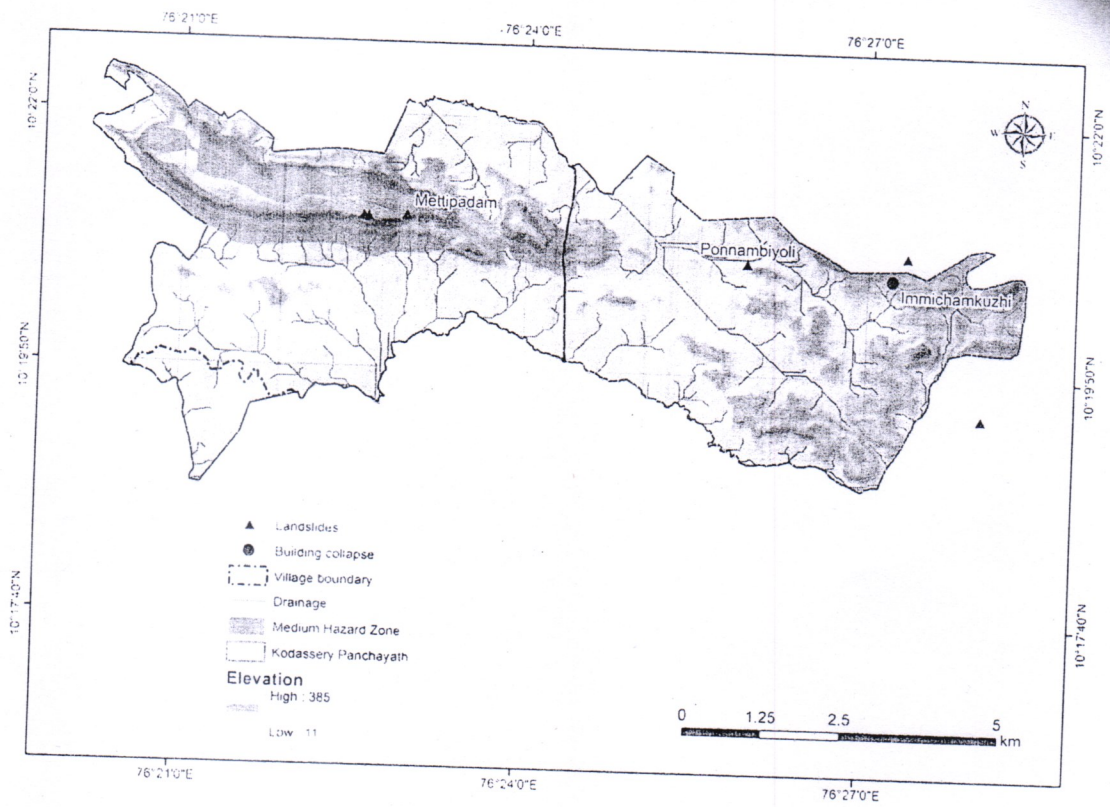 76°21'0"E
76°24'0"E
76°27'0"E
10°22'0"N
10°22'0"N
N
W E
S
Mettipadam
Ponnambiyoli
Immichamkuzhi
10°19'50"N
10°19'50"N
Landslides
Building collapse
Village boundary
Drainage
Medium Hazard Zone
Kodassery Panchayath
Elevation
High : 385
Low : 11
10°17'40"N
10°17'40"N
0 1.25 2.5 5
km
76°21'0"E
76°24'0"E
76°27'0"E